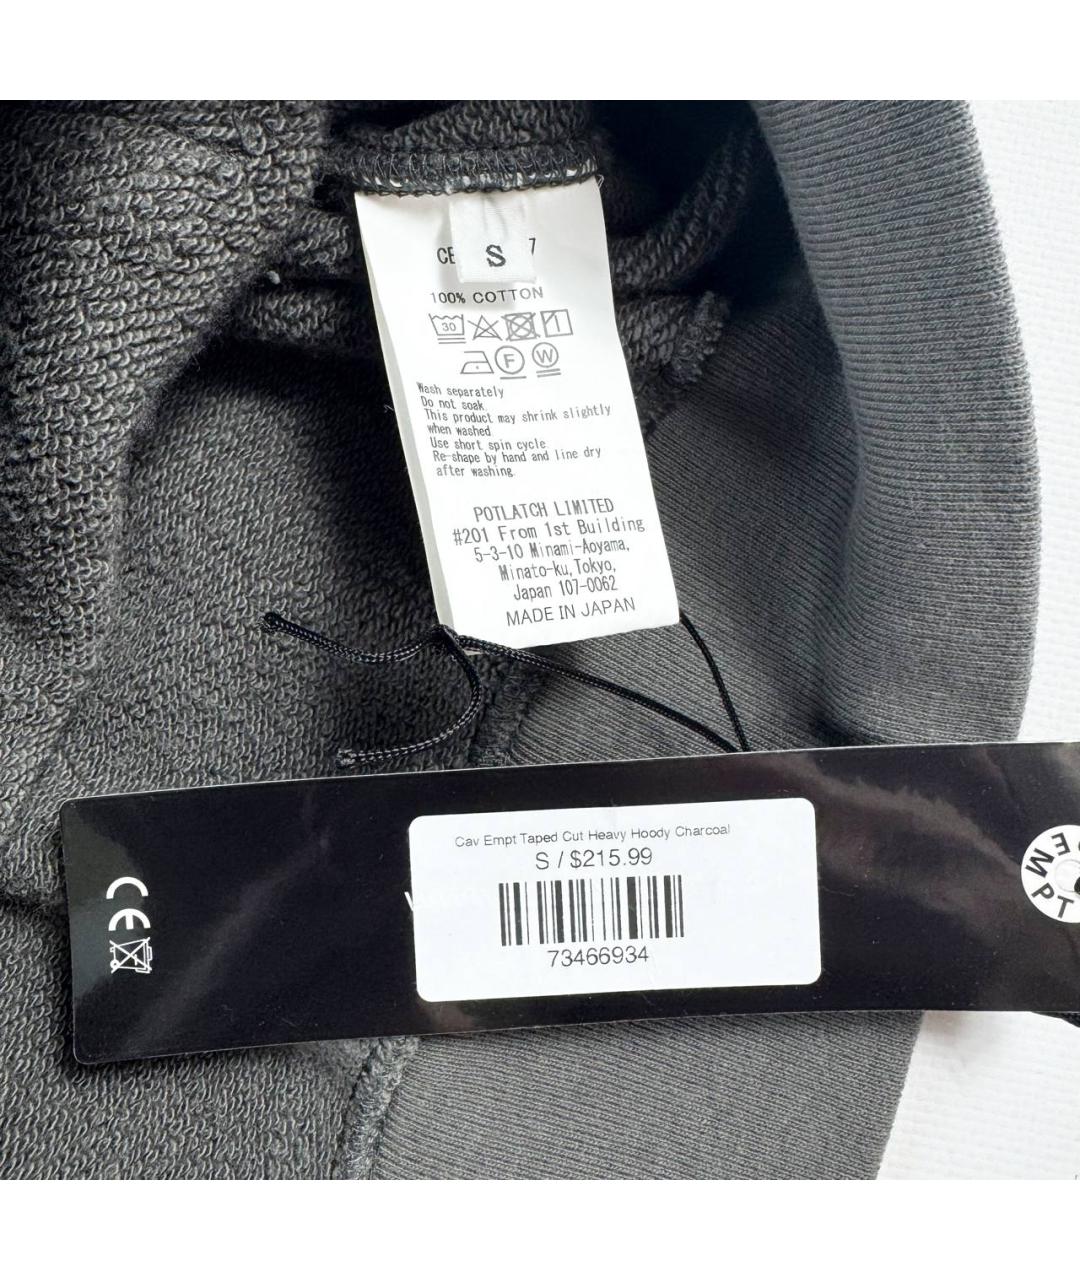 CE 7
S
100% COTTON
30
F W
Wash separately
Do not soak.
This product may shrink slightly
when washed.
Use short spin cycle.
Re-shape by hand and line dry
after washing.
POTLATCH LIMITED
#201 From 1st Building
5-3-10 Minami-Aoyama,
Minato-ku,Tokyo,
Japan 107-0062
MADE IN JAPAN
Cav Empt Taped Cut Heavy Hoody Charcoal
S / $215.99
73466934
CE
EMPT